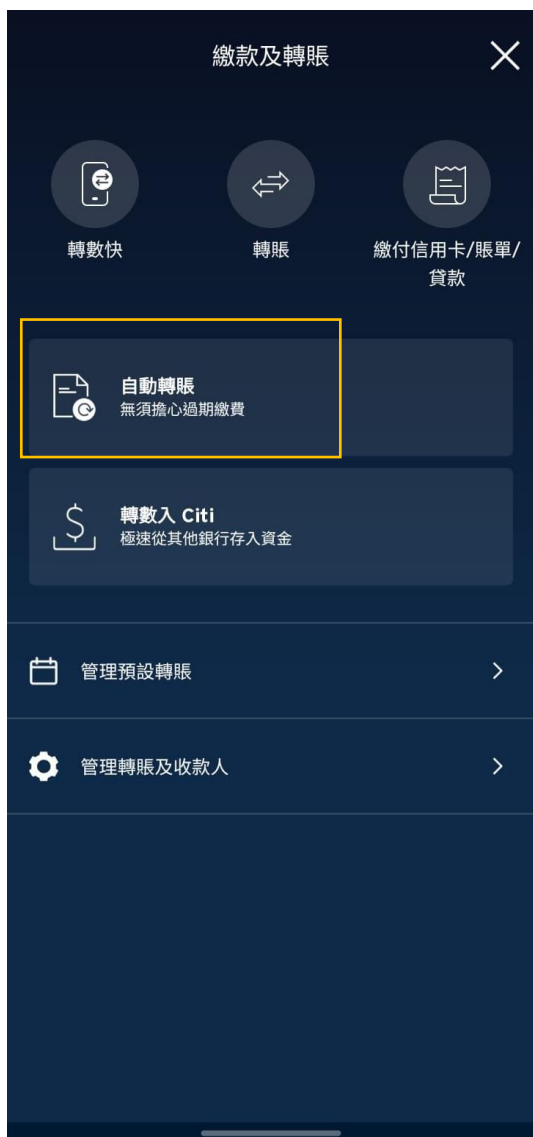 繳款及轉賬
轉數快
轉賬
繳付信用卡/賬單/
貸款
自動轉賬
無須擔心過期繳費
轉數入 Citi
極速從其他銀行存入資金
管理預設轉賬
管理轉賬及收款人